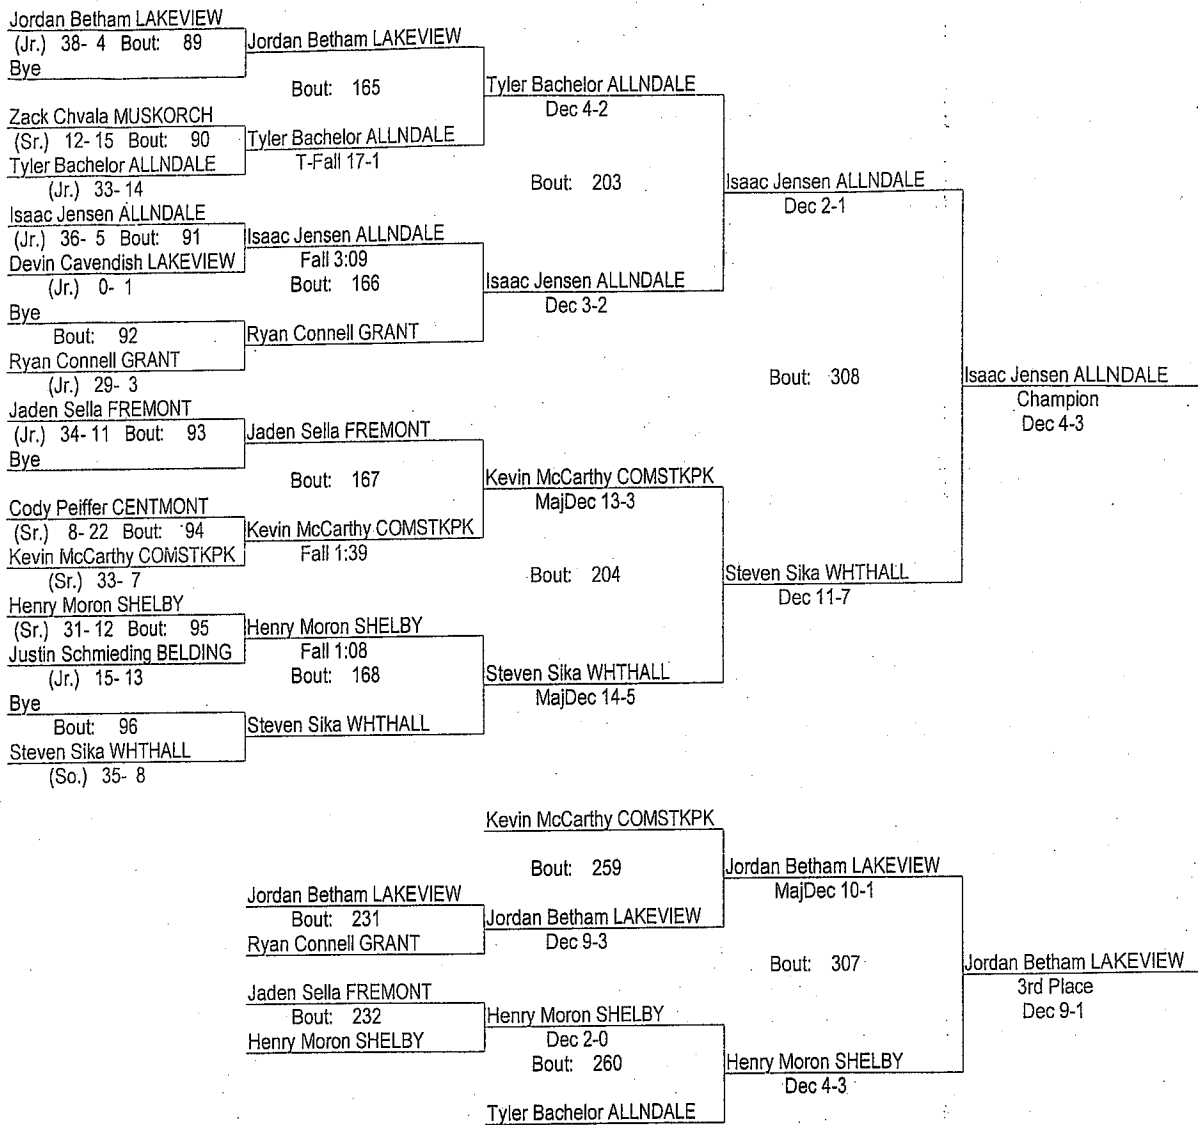 Jordan Betham LAKEVIEW
(Jr.) 38- 4 Bout: 89
Bye
Jordan Betham LAKEVIEW
Bout: 165
Zack Chvala MUSKORCH
(Sr.) 12- 15 Bout: 90
Tyler Bachelor ALLNDALE
(Jr.) 33- 14
Tyler Bachelor ALLNDALE
T-Fall 17-1
Tyler Bachelor ALLNDALE
Dec 4-2
Bout: 203
Isaac Jensen ALLNDALE
(Jr.) 36- 5 Bout: 91
Devin Cavendish LAKEVIEW
(Jr.) 0- 1
Isaac Jensen ALLNDALE
Fall 3:09
Bout: 166
Bye
Bout: 92
Ryan Connell GRANT
(Jr.) 29- 3
Ryan Connell GRANT
Isaac Jensen ALLNDALE
Dec 3-2
Isaac Jensen ALLNDALE
Dec 2-1
Bout: 308
Isaac Jensen ALLNDALE
Champion
Dec 4-3
Jaden Sella FREMONT
(Jr.) 34- 11 Bout: 93
Bye
Jaden Sella FREMONT
Bout: 167
Cody Peiffer CENTMONT
(Sr.) 8- 22 Bout: 94
Kevin McCarthy COMSTKPK
(Sr.) 33- 7
Kevin McCarthy COMSTKPK
Fall 1:39
Kevin McCarthy COMSTKPK
MajDec 13-3
Bout: 204
Henry Moron SHELBY
(Sr.) 31- 12 Bout: 95
Justin Schmieding BELDING
(Jr.) 15- 13
Henry Moron SHELBY
Fall 1:08
Bout: 168
Bye
Bout: 96
Steven Sika WHTHALL
(So.) 35- 8
Steven Sika WHTHALL
Steven Sika WHTHALL
MajDec 14-5
Steven Sika WHTHALL
Dec 11-7
Kevin McCarthy COMSTKPK
Bout: 259
Jordan Betham LAKEVIEW
Bout: 231
Ryan Connell GRANT
Jordan Betham LAKEVIEW
Dec 9-3
Jordan Betham LAKEVIEW
MajDec 10-1
Bout: 307
Jordan Betham LAKEVIEW
3rd Place
Dec 9-1
Jaden Sella FREMONT
Bout: 232
Henry Moron SHELBY
Henry Moron SHELBY
Dec 2-0
Bout: 260
Tyler Bachelor ALLNDALE
Henry Moron SHELBY
Dec 4-3